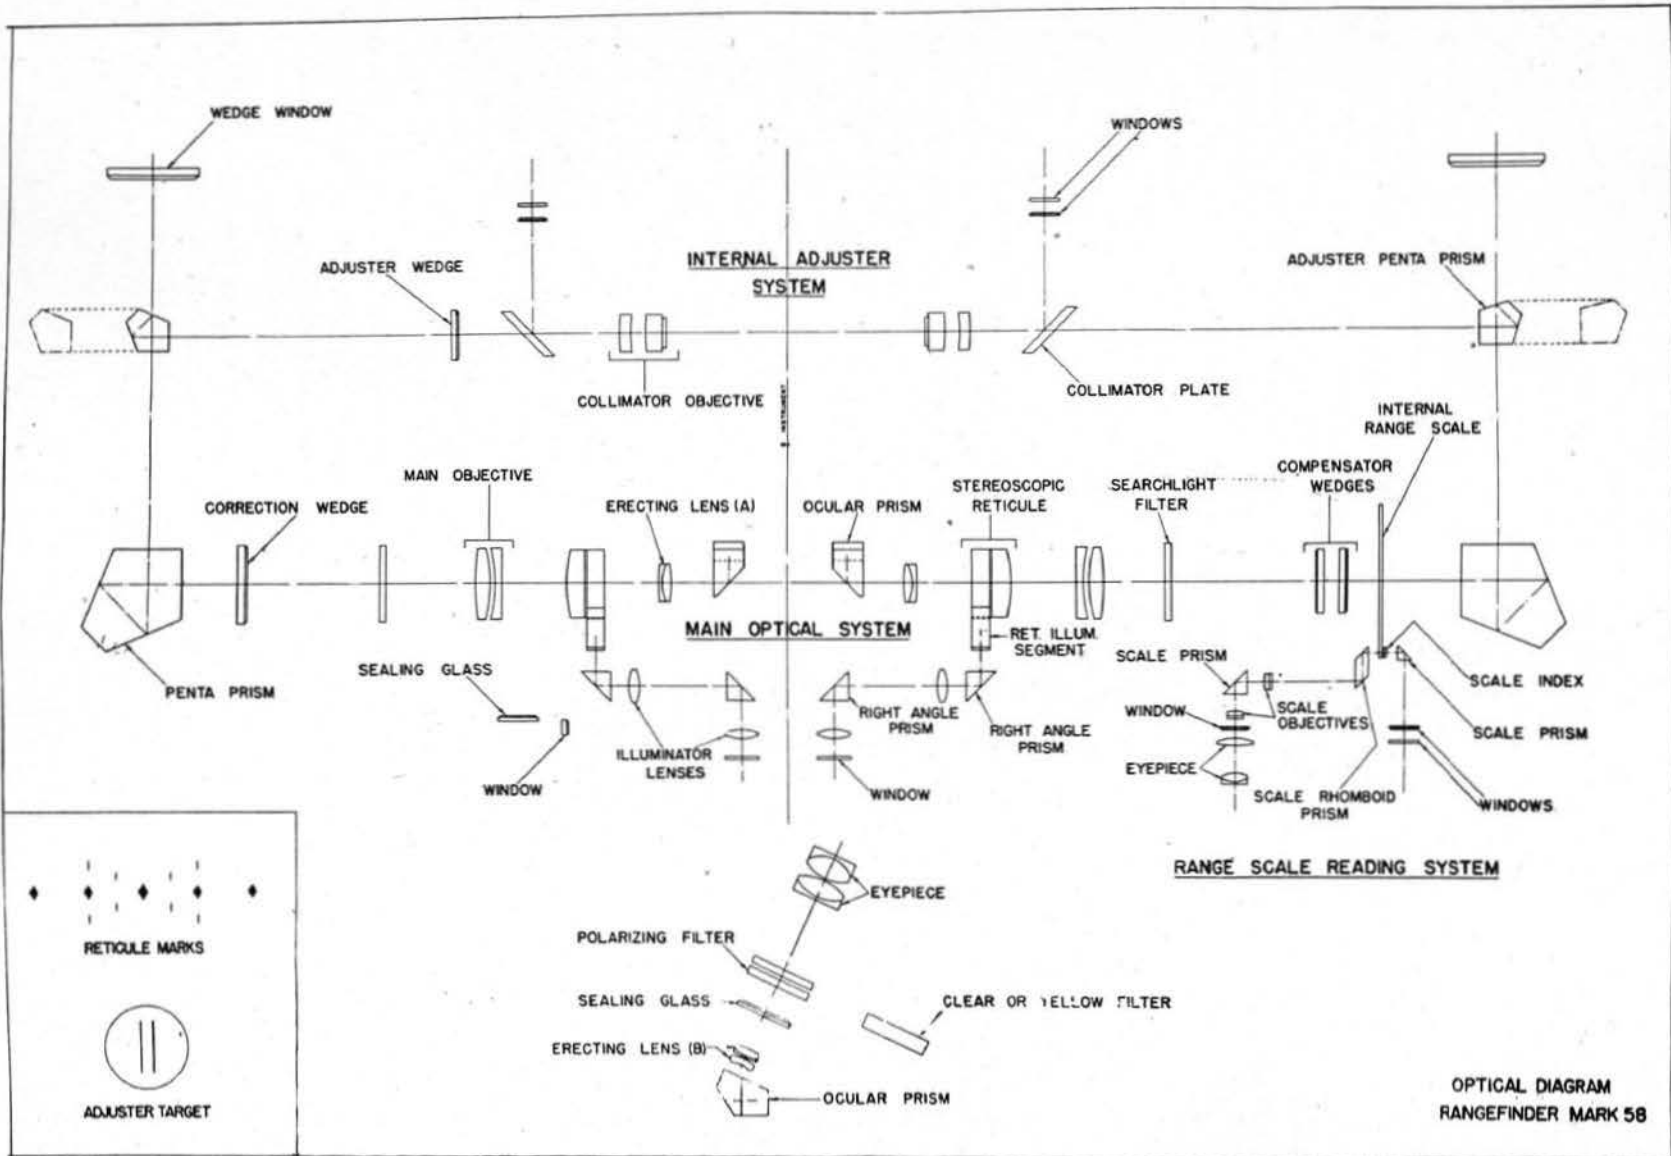 WEDGE WINDOW
WINDOWS
INTERNAL ADJUSTER
SYSTEM
ADJUSTER WEDGE
ADJUSTER PENTA PRISM
COLLIMATOR OBJECTIVE
COLLIMATOR PLATE
INSTRUMENT
INTERNAL
RANGE SCALE
MAIN OBJECTIVE
COMPENSATOR
WEDGES
CORRECTION WEDGE
ERECTING LENS (A)
OCULAR PRISM
STEREOSCOPIC
RETICULE
SEARCHLIGHT
FILTER
MAIN OPTICAL SYSTEM
RET. ILLUM.
SEGMENT
PENTA PRISM
SEALING GLASS
SCALE PRISM
SCALE INDEX
RIGHT ANGLE
PRISM
RIGHT ANGLE
PRISM
WINDOW
SCALE
OBJECTIVES
SCALE PRISM
ILLUMINATOR
LENSES
EYEPIECE
WINDOW
WINDOW
SCALE RHOMBOID
PRISM
WINDOWS
RANGE SCALE READING SYSTEM
EYEPIECE
RETICULE MARKS
POLARIZING FILTER
SEALING GLASS
CLEAR OR YELLOW FILTER
ERECTING LENS (B)
OCULAR PRISM
ADJUSTER TARGET
OPTICAL DIAGRAM
RANGEFINDER MARK 58